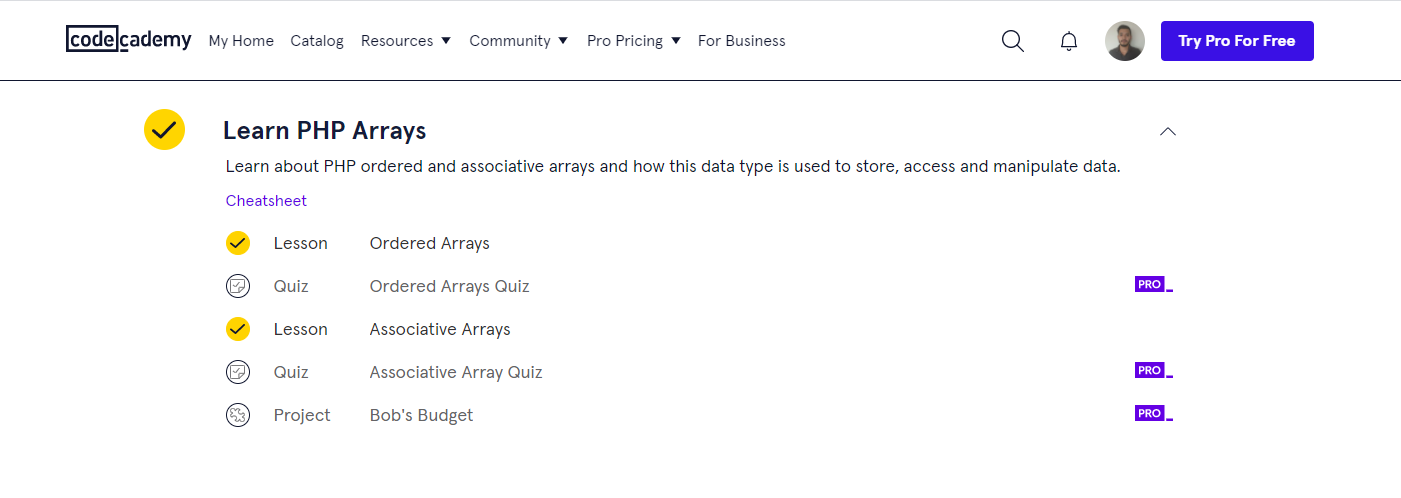 codecademy My Home Catalog Resources Community Pro Pricing For Business Try Pro For Free
Learn PHP Arrays
Learn about PHP ordered and associative arrays and how this data type is used to store, access and manipulate data.
Cheatsheet
Lesson Ordered Arrays
Quiz Ordered Arrays Quiz PRO
Lesson Associative Arrays
Quiz Associative Array Quiz PRO
Project Bob's Budget PRO